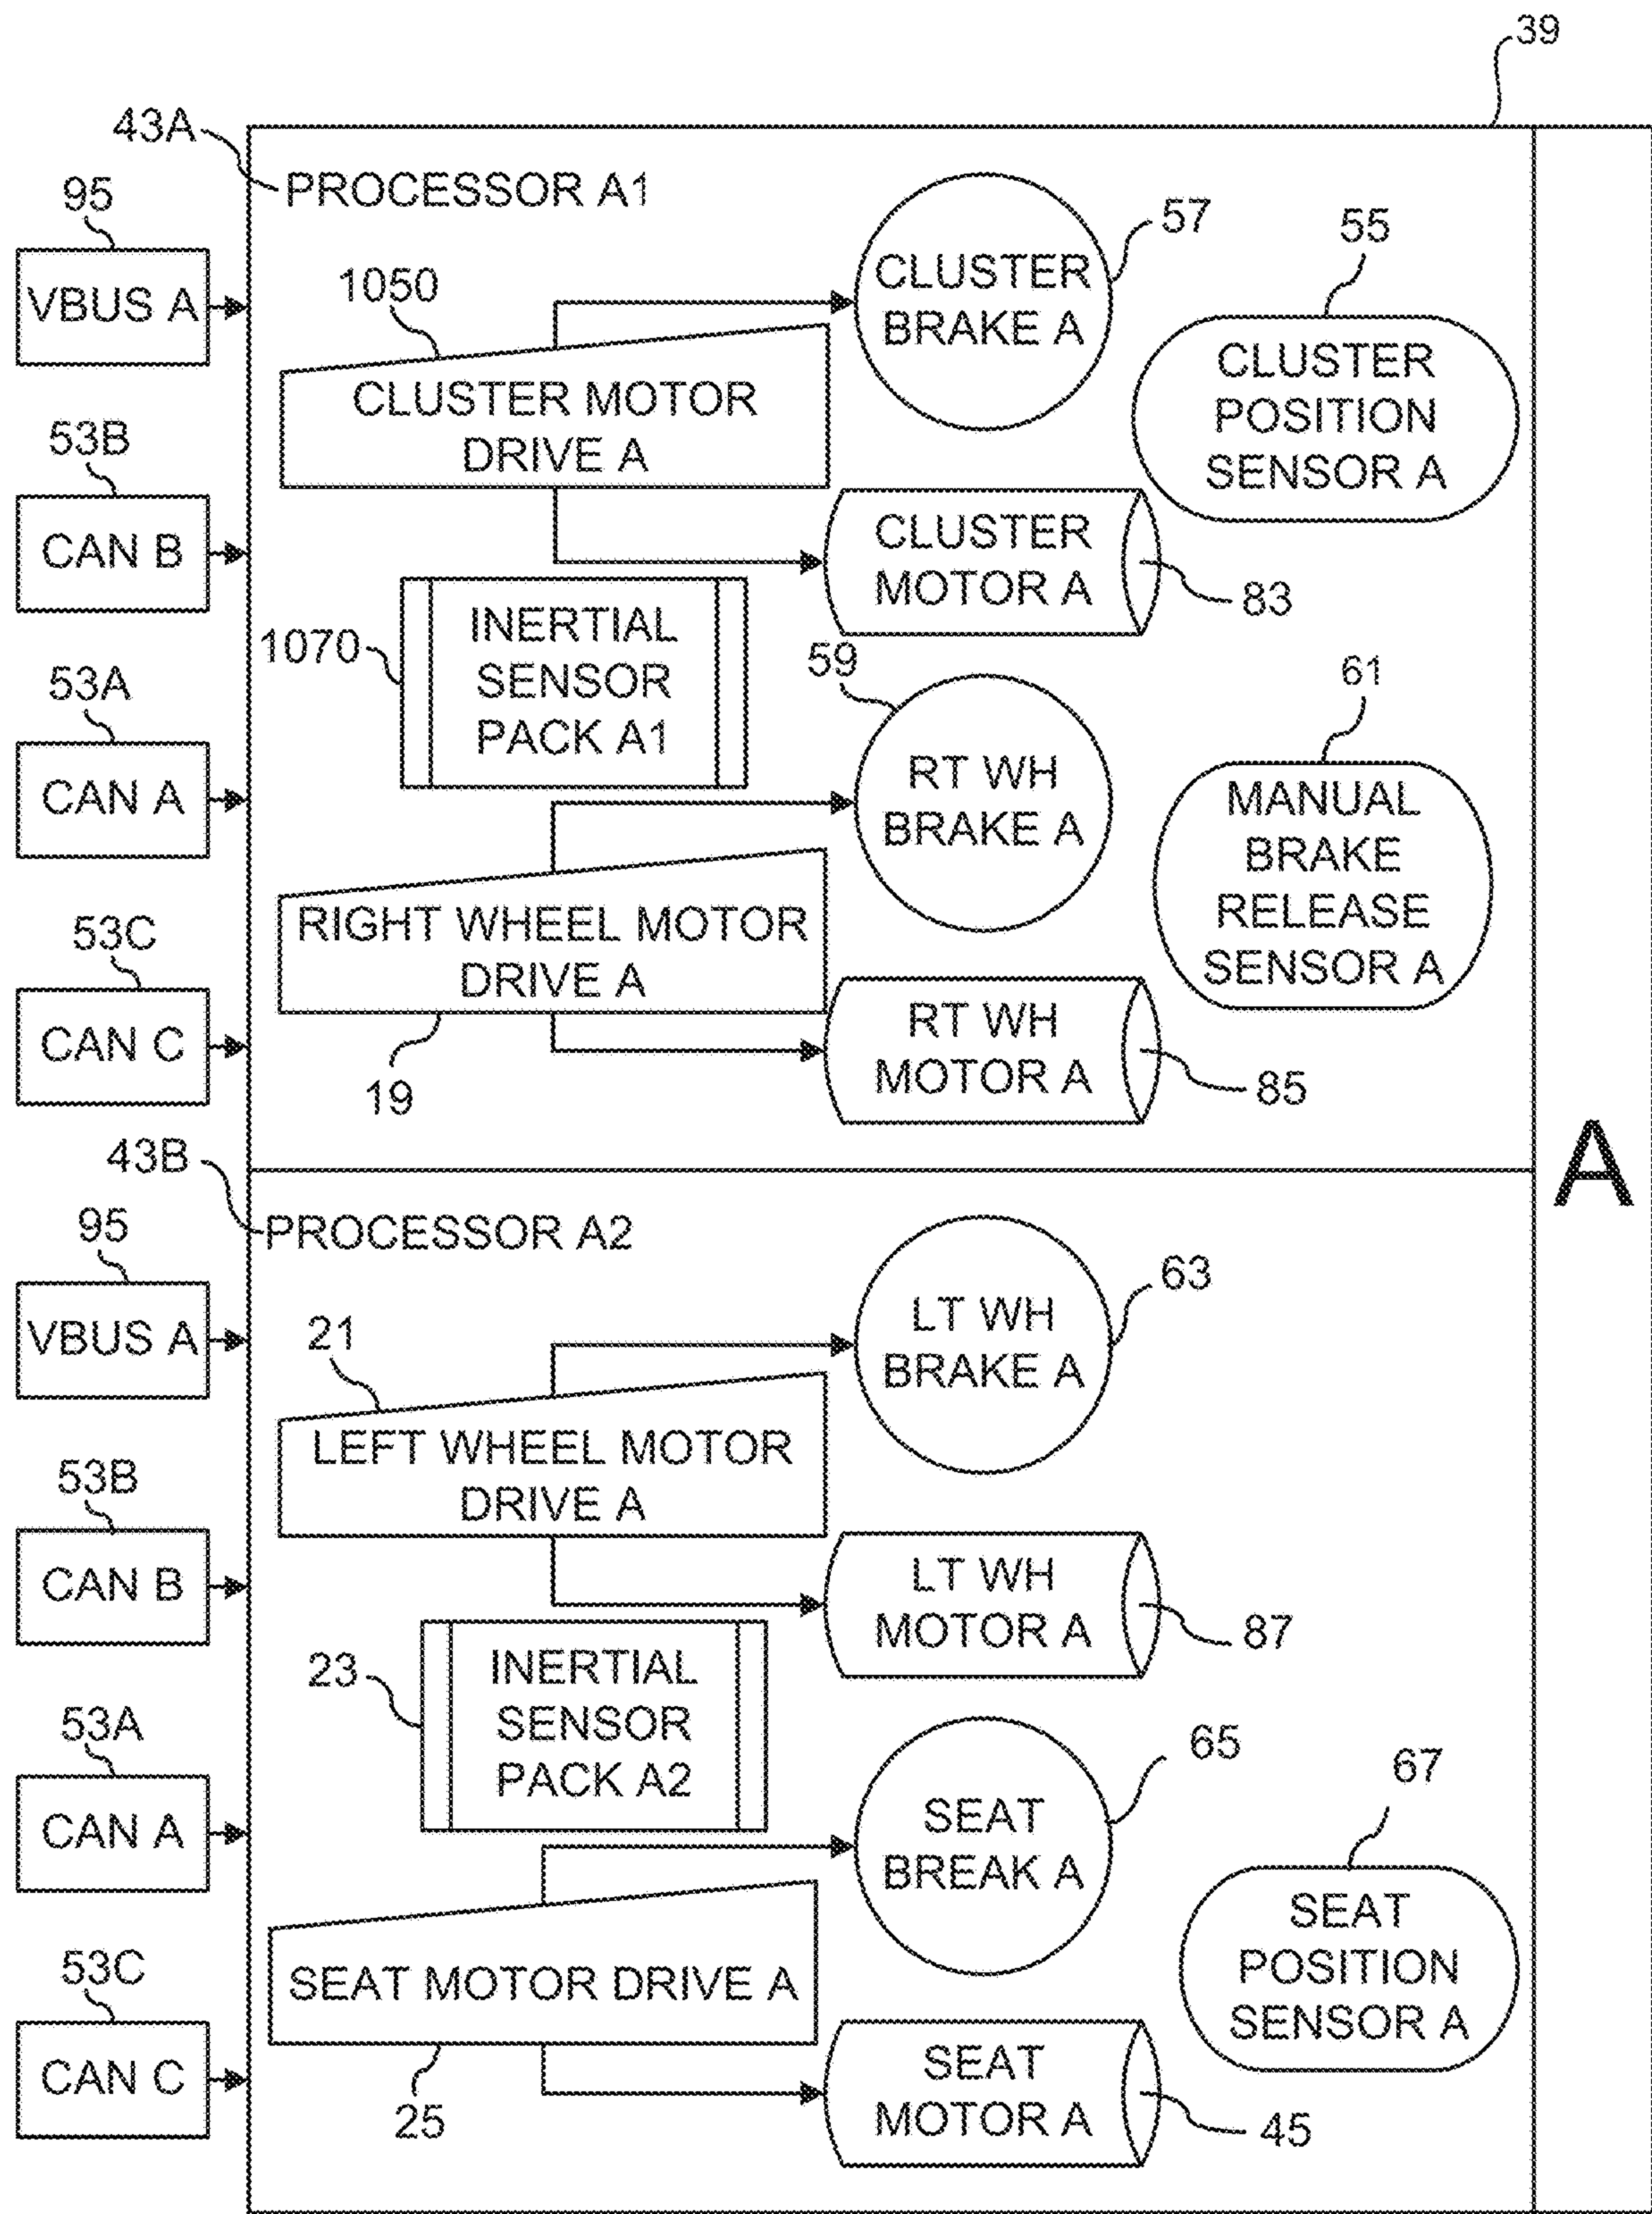 39
43A
PROCESSOR A1
95
VBUS A
53B
CAN B
53A
CAN A
53C
CAN C
1050
CLUSTER MOTOR
DRIVE A
CLUSTER
BRAKE A
57
55
CLUSTER
POSITION
SENSOR A
CLUSTER
MOTOR A
83
1070
INERTIAL
SENSOR
PACK A1
59
RT WH
BRAKE A
61
MANUAL
BRAKE
RELEASE
SENSOR A
RIGHT WHEEL MOTOR
DRIVE A
19
RT WH
MOTOR A
85
A
43B
PROCESSOR A2
95
VBUS A
53B
CAN B
53A
CAN A
53C
CAN C
21
LEFT WHEEL MOTOR
DRIVE A
LT WH
BRAKE A
63
LT WH
MOTOR A
87
23
INERTIAL
SENSOR
PACK A2
SEAT
BREAK A
65
67
SEAT
POSITION
SENSOR A
SEAT MOTOR DRIVE A
25
SEAT
MOTOR A
45